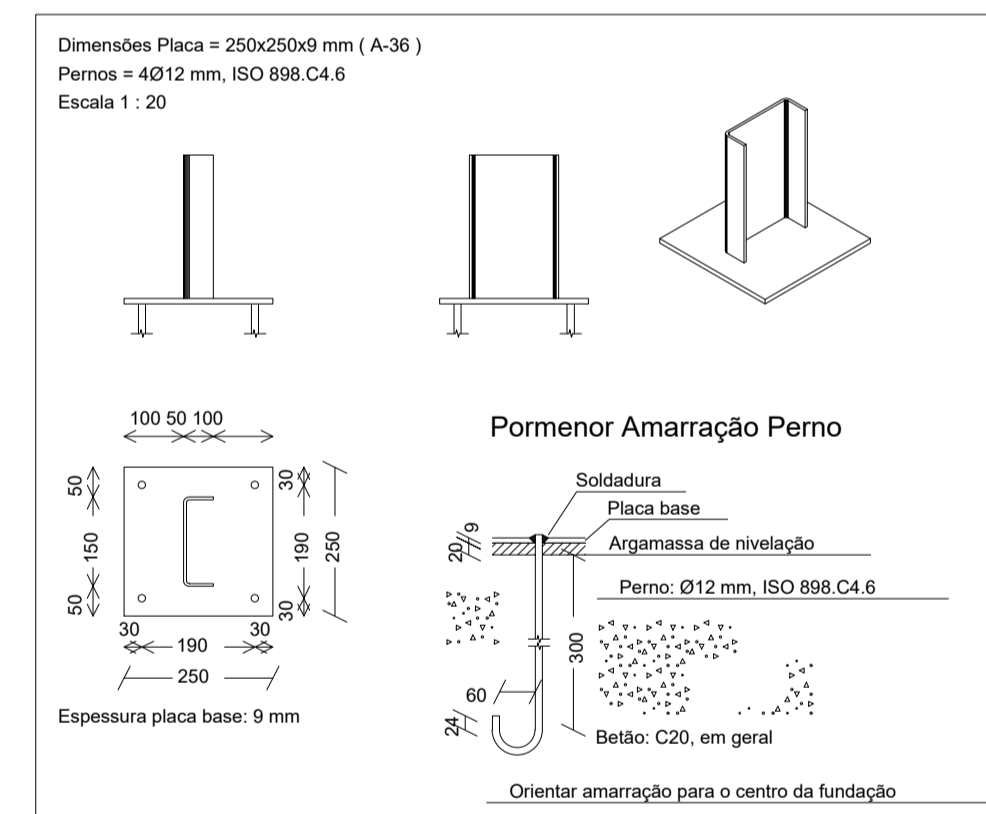 Dimensões Placa = 250x250x9 mm ( A-36 )
Pernos = 4Ø12 mm, ISO 898.C4.6
Escala 1 : 20
100 50 100
50
150
50
30
190
30
250
30
30
190
250
Espessura placa base: 9 mm
Pormenor Amarração Perno
Soldadura
Placa base
9
20
Argamassa de nivelação
Perno: Ø12 mm, ISO 898.C4.6
300
60
24
Betão: C20, em geral
Orientar amarração para o centro da fundação